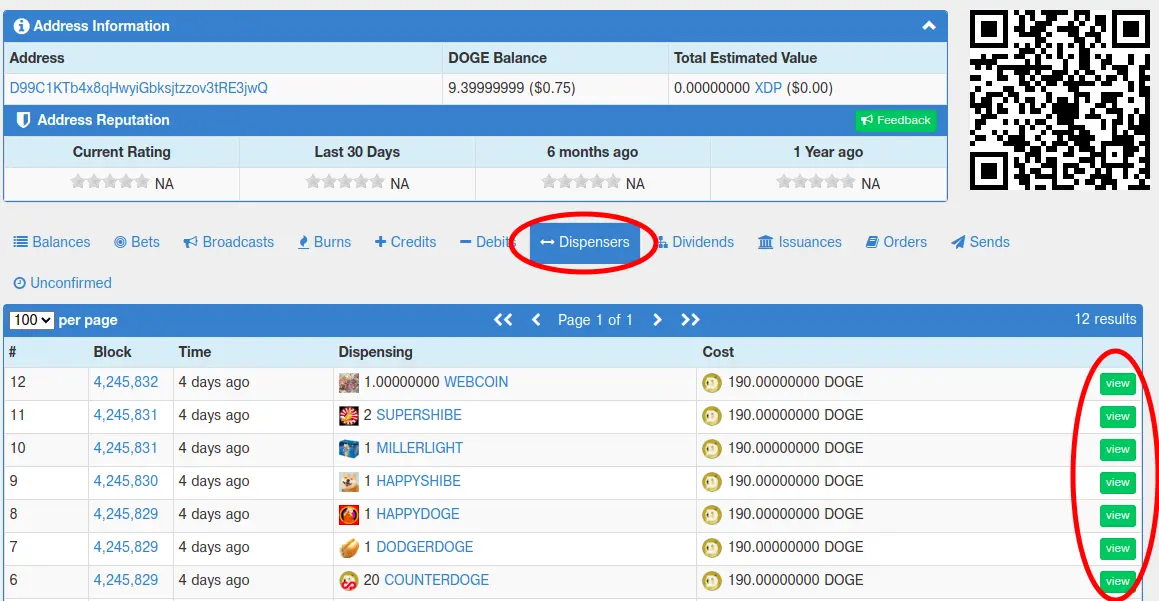 Address Information
Address DOGE Balance Total Estimated Value
D99C1KTb4x8qHwyiGbksjtzzov3tRE3jwQ 9.39999999 ($0.75) 0.00000000 XDP ($0.00)
Address Reputation Feedback
Current Rating Last 30 Days 6 months ago 1 Year ago
NA NA NA NA
Balances Bets Broadcasts Burns Credits Debits Dispensers Dividends Issuances Orders Sends
Unconfirmed
100 per page Page 1 of 1 12 results
# Block Time Dispensing Cost
12 4,245,832 4 days ago 1.00000000 WEBCOIN 190.00000000 DOGE view
11 4,245,831 4 days ago 2 SUPERSHIBE 190.00000000 DOGE view
10 4,245,831 4 days ago 1 MILLERLIGHT 190.00000000 DOGE view
9 4,245,830 4 days ago 1 HAPPYSHIBE 190.00000000 DOGE view
8 4,245,829 4 days ago 1 HAPPYDOGE 190.00000000 DOGE view
7 4,245,829 4 days ago 1 DODGERDOGE 190.00000000 DOGE view
6 4,245,829 4 days ago 20 COUNTERDOGE 190.00000000 DOGE view